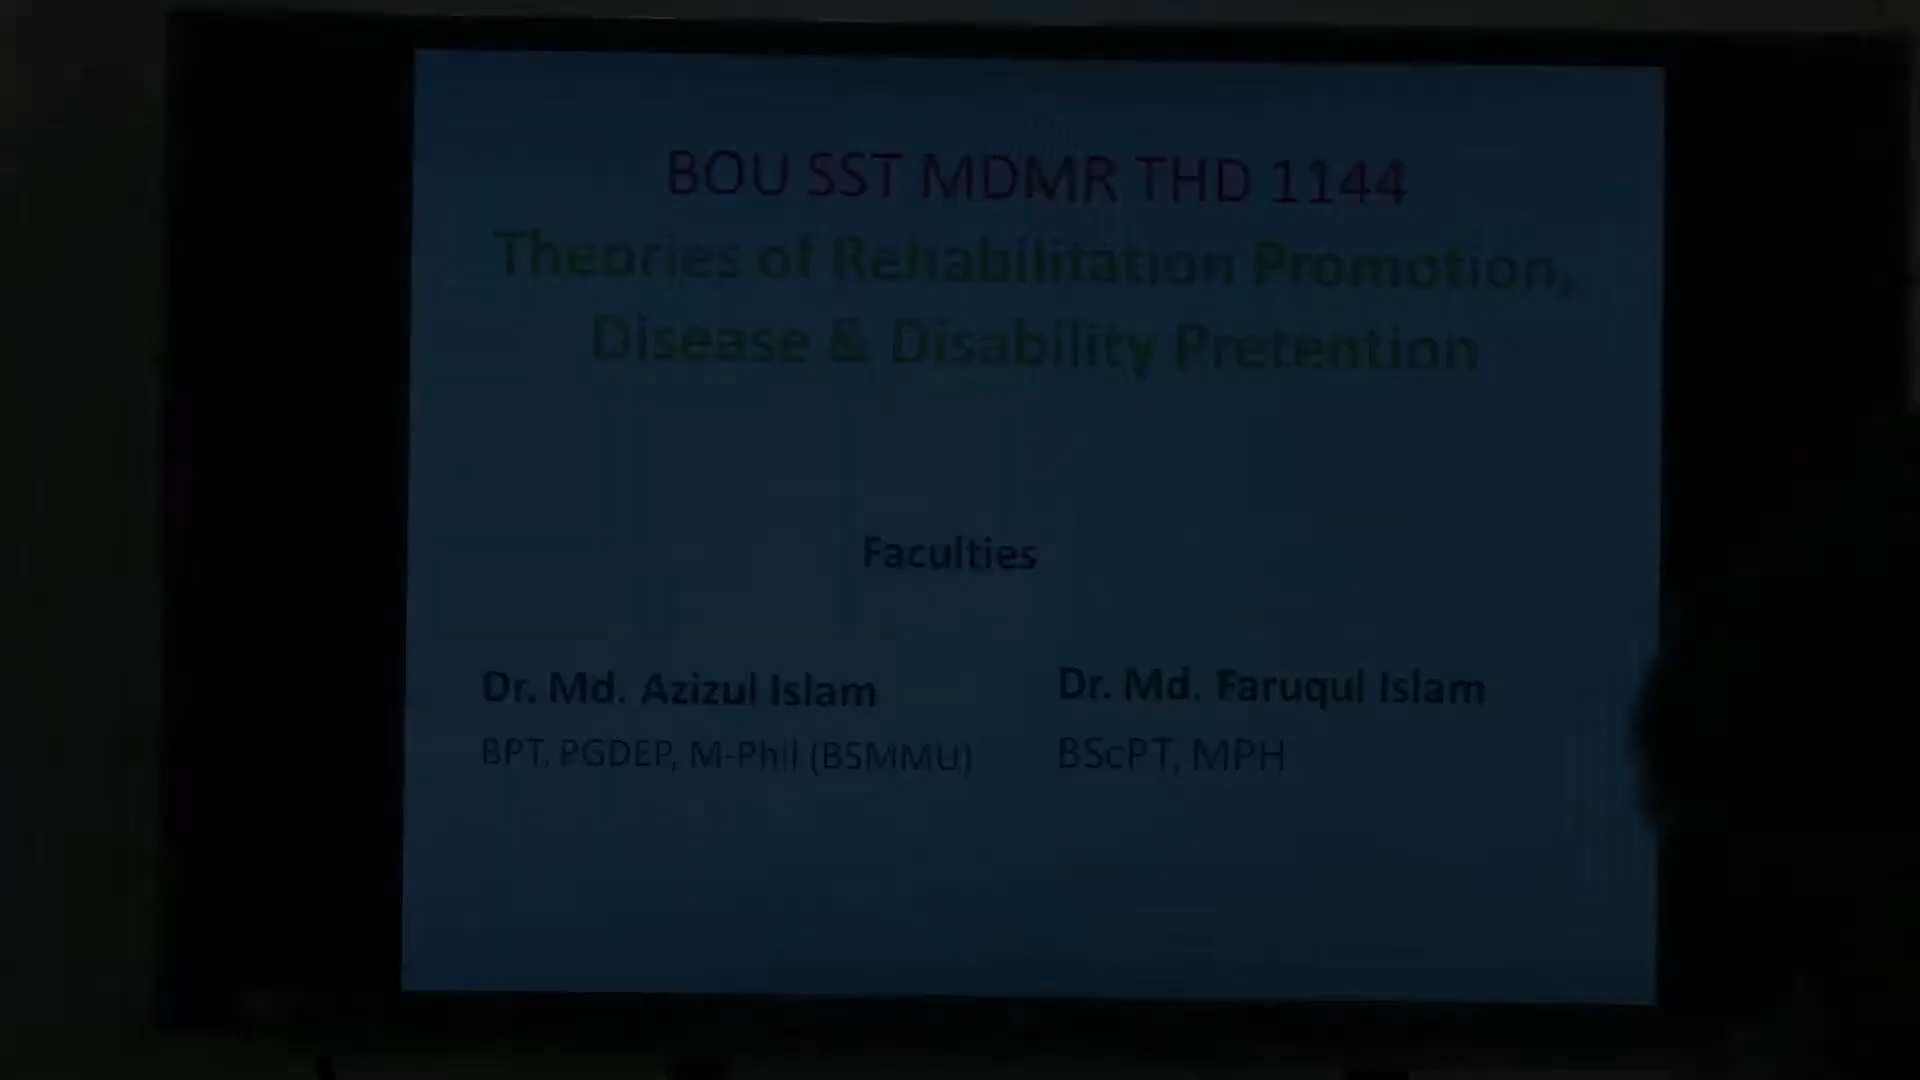 BOU SST MDMR THD 1144
Theories of Rehabilitation Promotion,
Disease & Disability Pretention
Faculties
Dr. Md. Azizul Islam
BPT, PGDEP, M-Phil (BSMMU)
Dr. Md. Faruqul Islam
BScPT, MPH